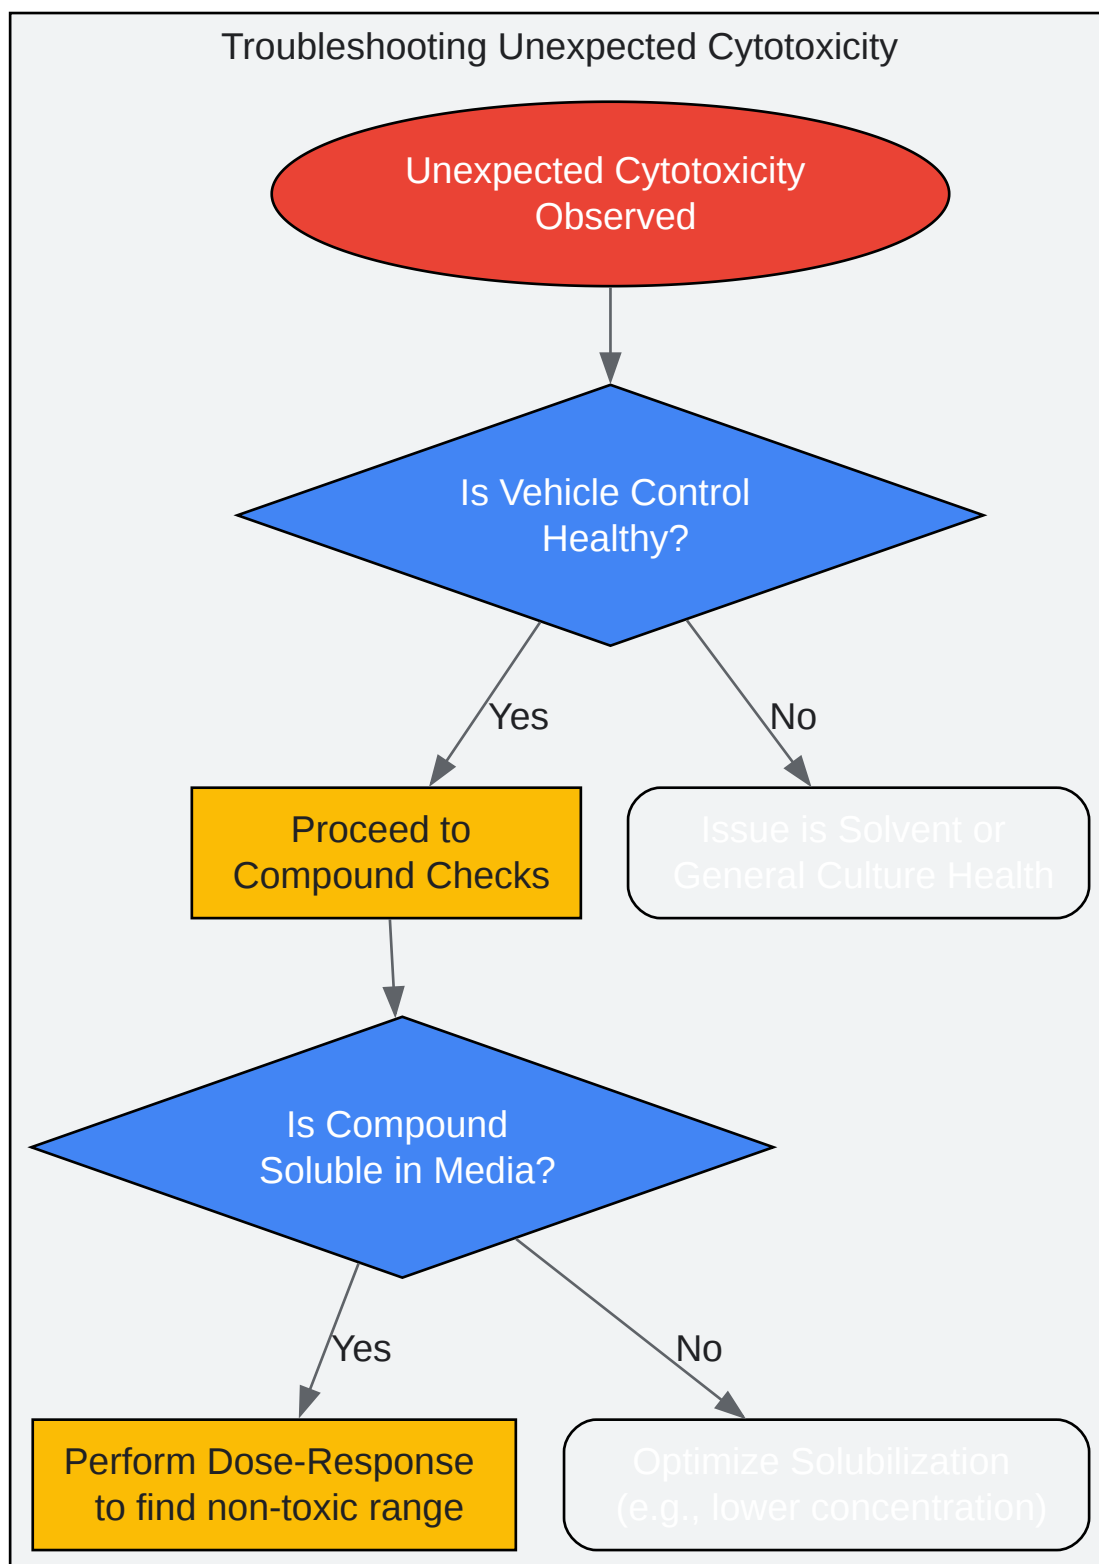 Troubleshooting Unexpected Cytotoxicity
Unexpected Cytotoxicity
Observed
Is Vehicle Control
Healthy?
Yes
No
Proceed to
Compound Checks
Issue is Solvent or
General Culture Health
Is Compound
Soluble in Media?
Yes
No
Perform Dose-Response
to find non-toxic range
Optimize Solubilization
(e.g., lower concentration)